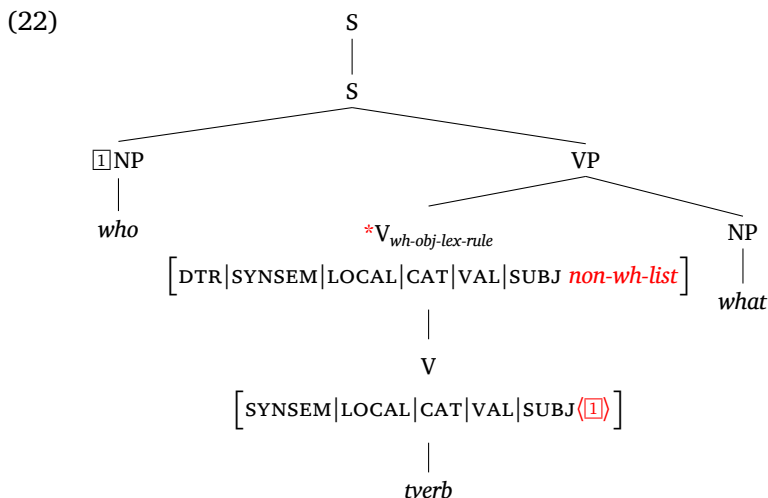 (22)
S
S
1 NP VP
who *V wh-obj-lex-rule NP
[DTR|SYNSEM|LOCAL|CAT|VAL|SUBJ non-wh-list] what
V
[SYNSEM|LOCAL|CAT|VAL|SUBJ⟨1⟩]
tverb